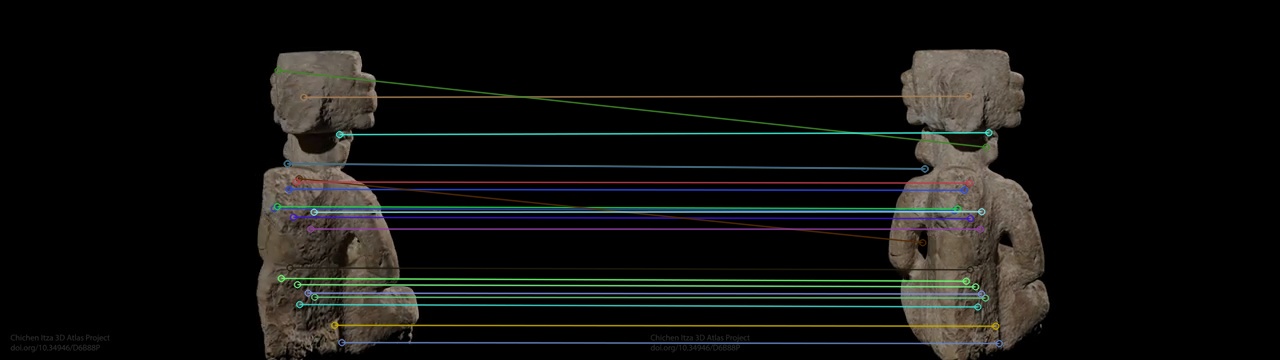 Chichen Itza 3D Atlas Project
doi.org/10.34946/D6B88P
Chichen Itza 3D Atlas Project
doi.org/10.34946/D6B88P